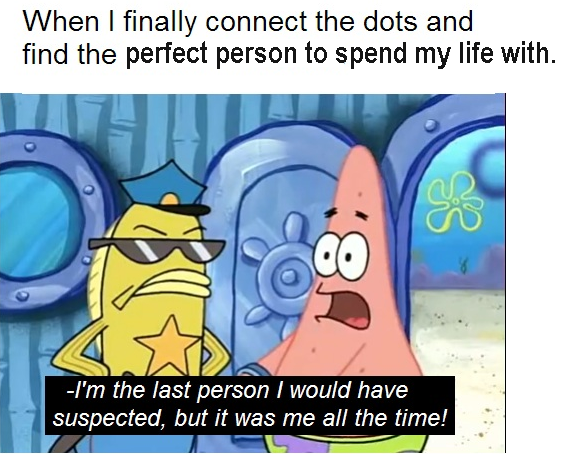 When I finally connect the dots and
find the perfect person to spend my life with.
-I'm the last person I would have
suspected, but it was me all the time!